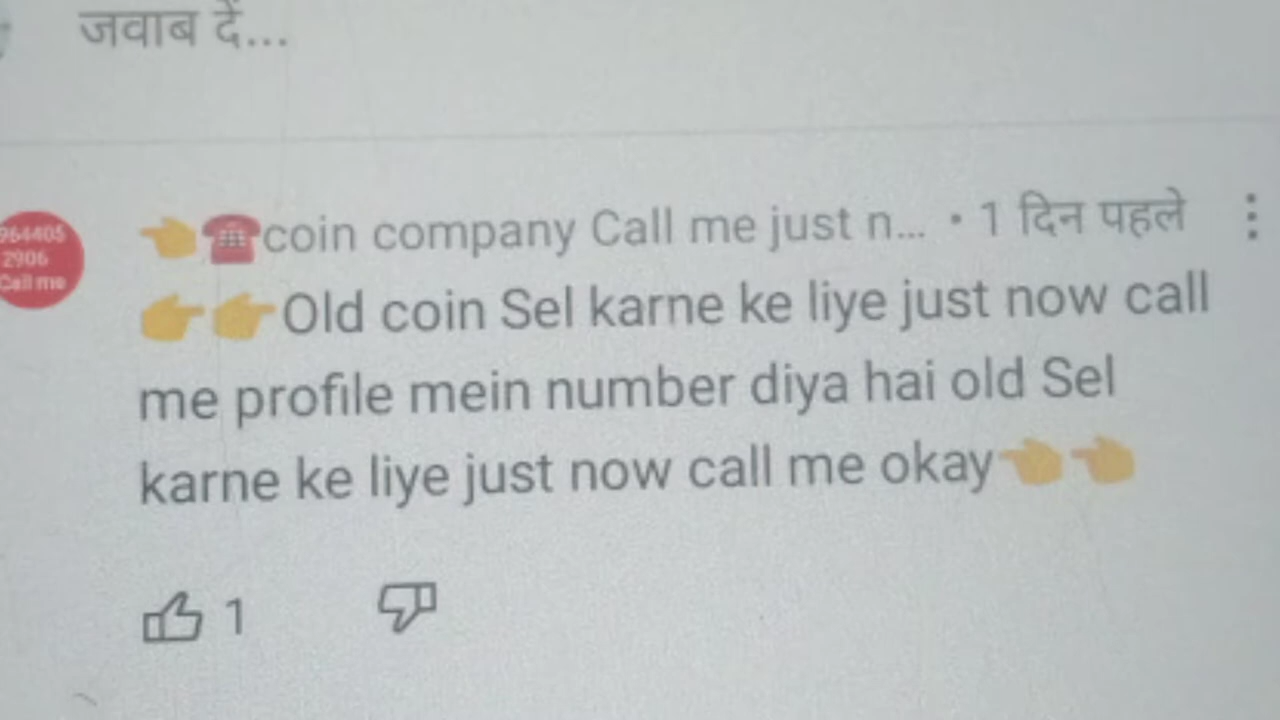 जवाब दें...
964405
2906
Call me
👈☎️coin company Call me just n... • 1 दिन पहले
👉👉Old coin Sel karne ke liye just now call
me profile mein number diya hai old Sel
karne ke liye just now call me okay👈👈
1